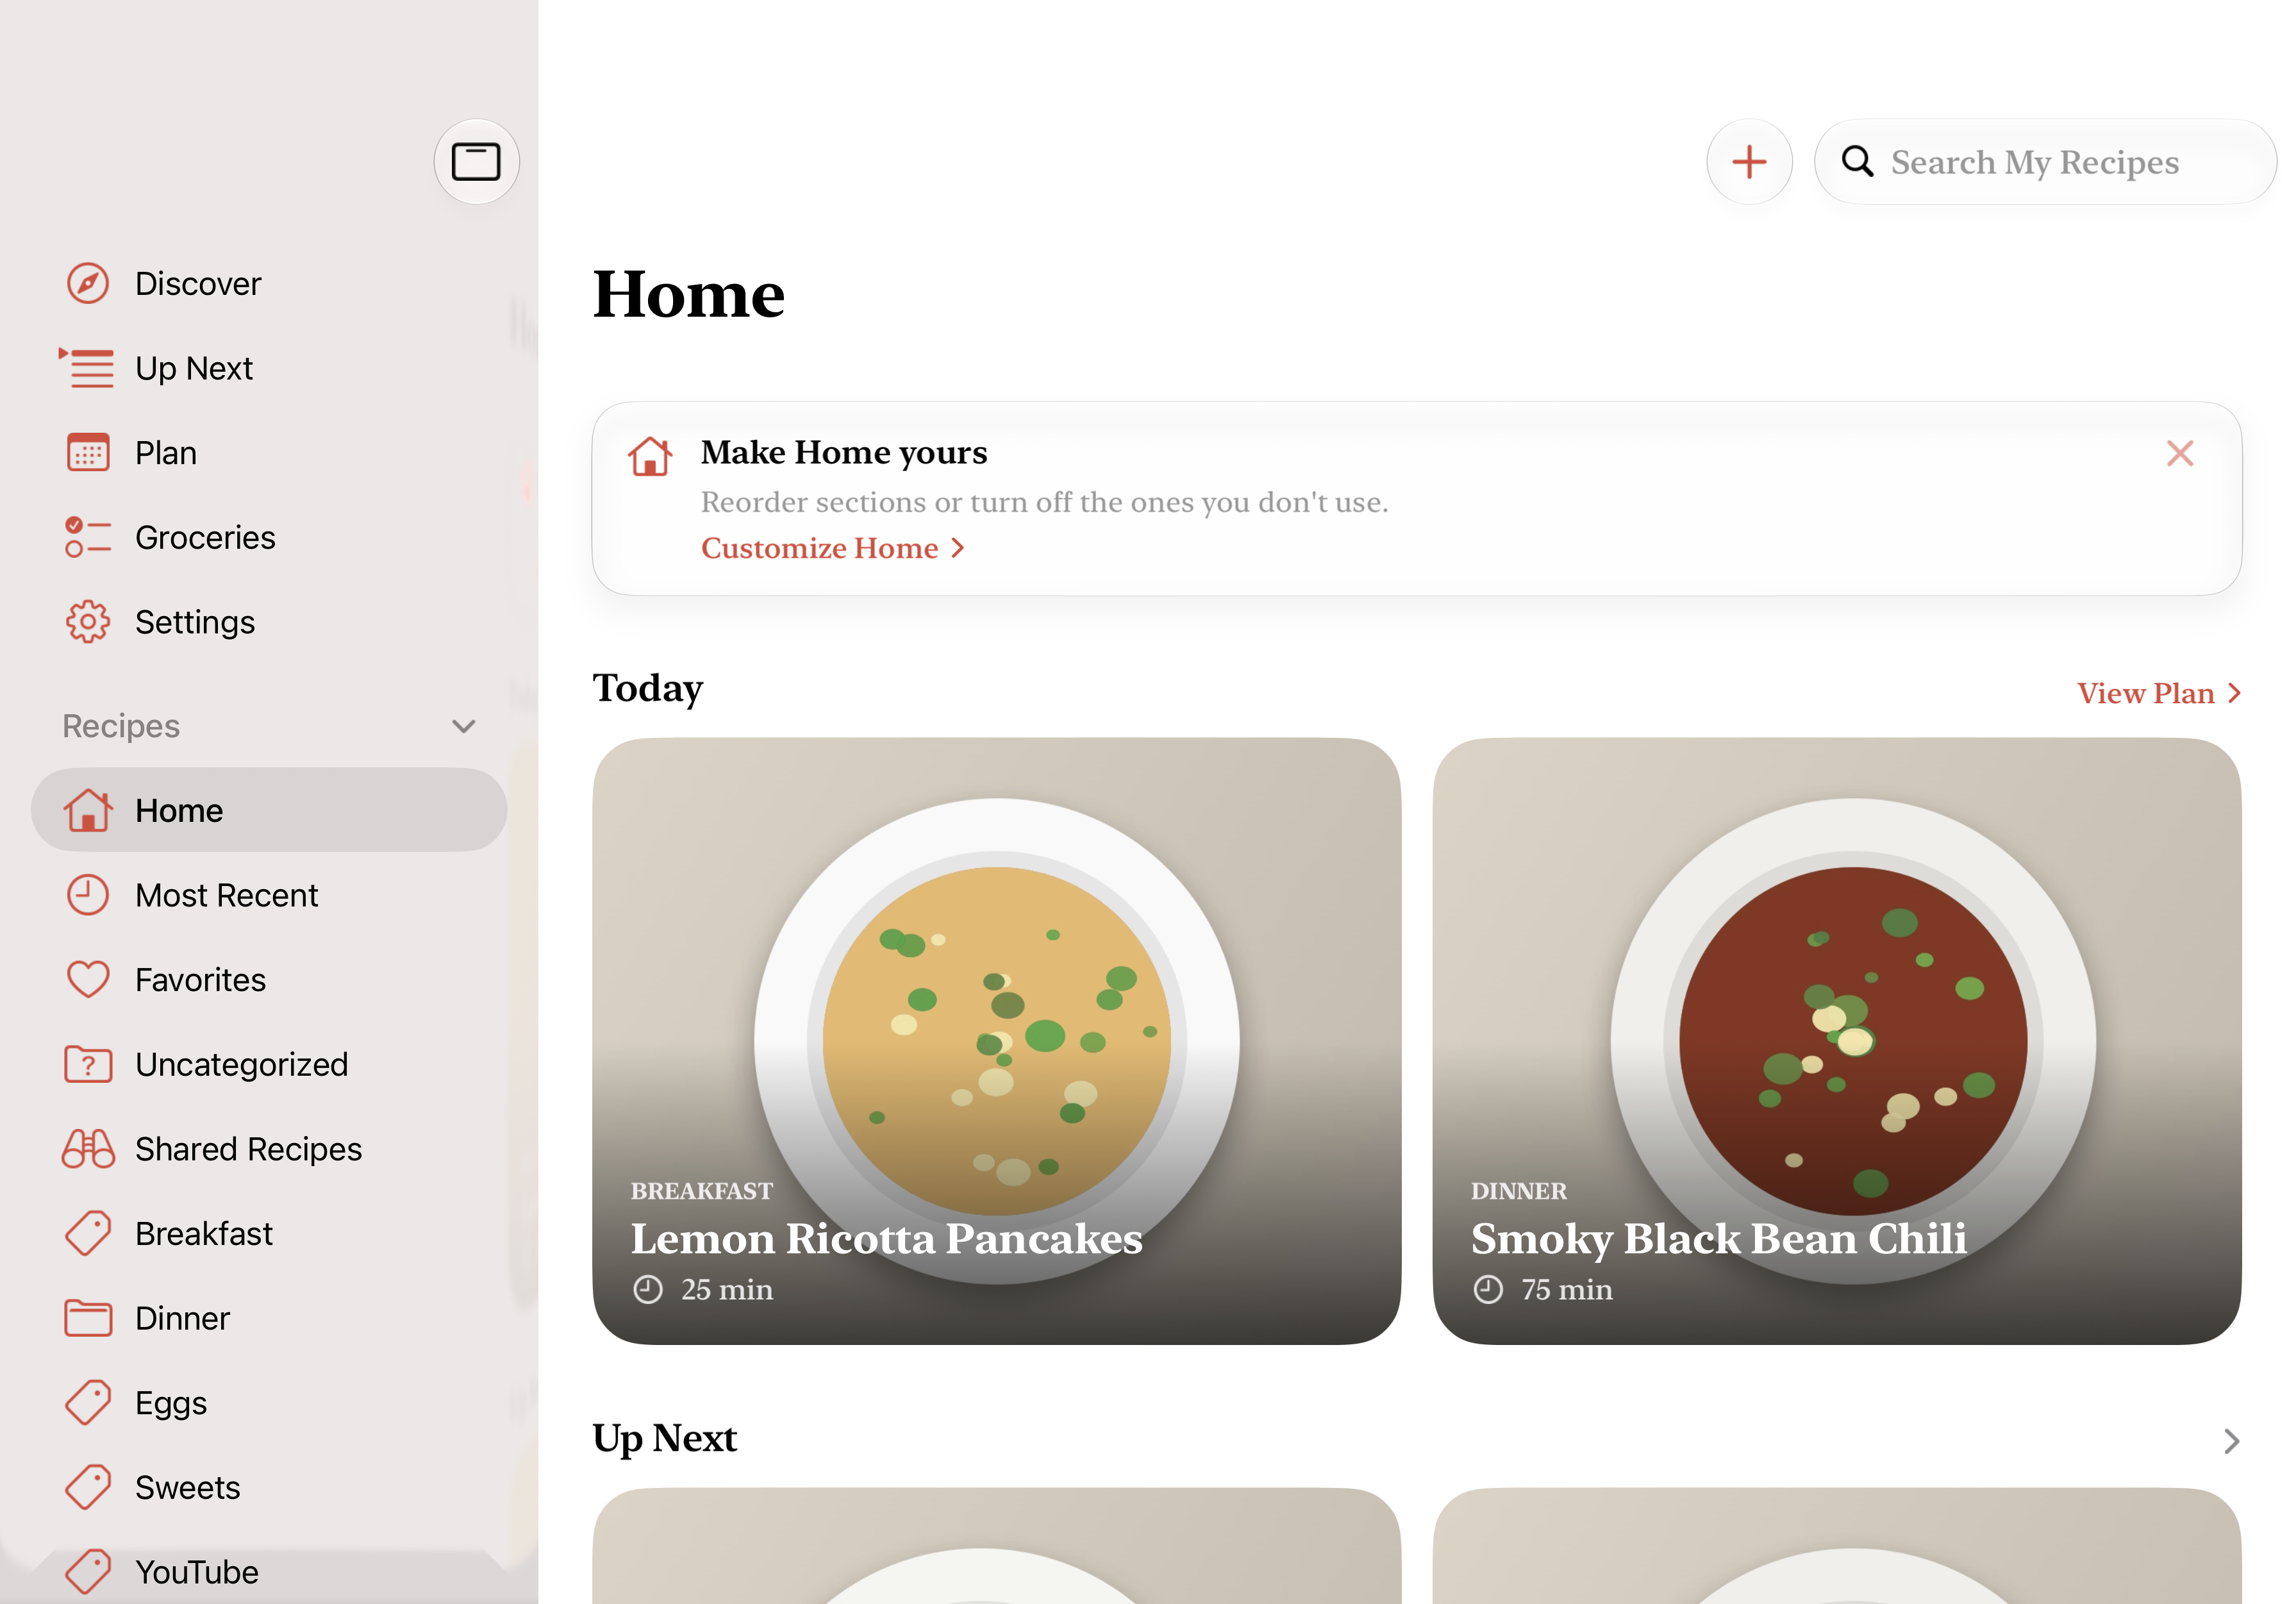 Search My Recipes
Discover
Up Next
Plan
Groceries
Settings
Recipes
Home
Most Recent
Favorites
Uncategorized
Shared Recipes
Breakfast
Dinner
Eggs
Sweets
YouTube
Home
Make Home yours
Reorder sections or turn off the ones you don't use.
Customize Home
Today
View Plan
BREAKFAST
Lemon Ricotta Pancakes
25 min
DINNER
Smoky Black Bean Chili
75 min
Up Next